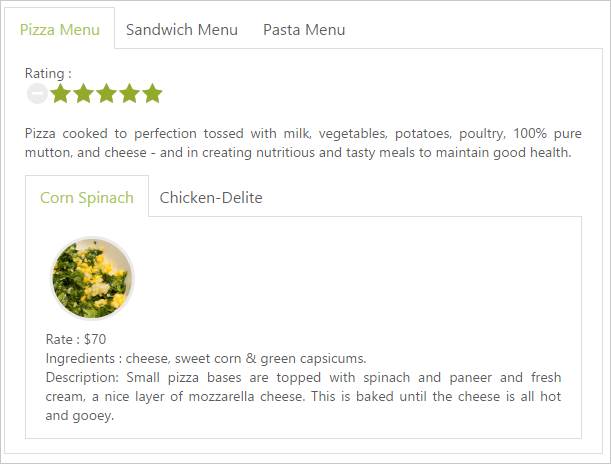 Pizza Menu Sandwich Menu Pasta Menu
Rating :
Pizza cooked to perfection tossed with milk, vegetables, potatoes, poultry, 100% pure
mutton, and cheese - and in creating nutritious and tasty meals to maintain good health.
Corn Spinach Chicken-Delite
Rate : $70
Ingredients : cheese, sweet corn & green capsicums.
Description: Small pizza bases are topped with spinach and paneer and fresh
cream, a nice layer of mozzarella cheese. This is baked until the cheese is all hot
and gooey.